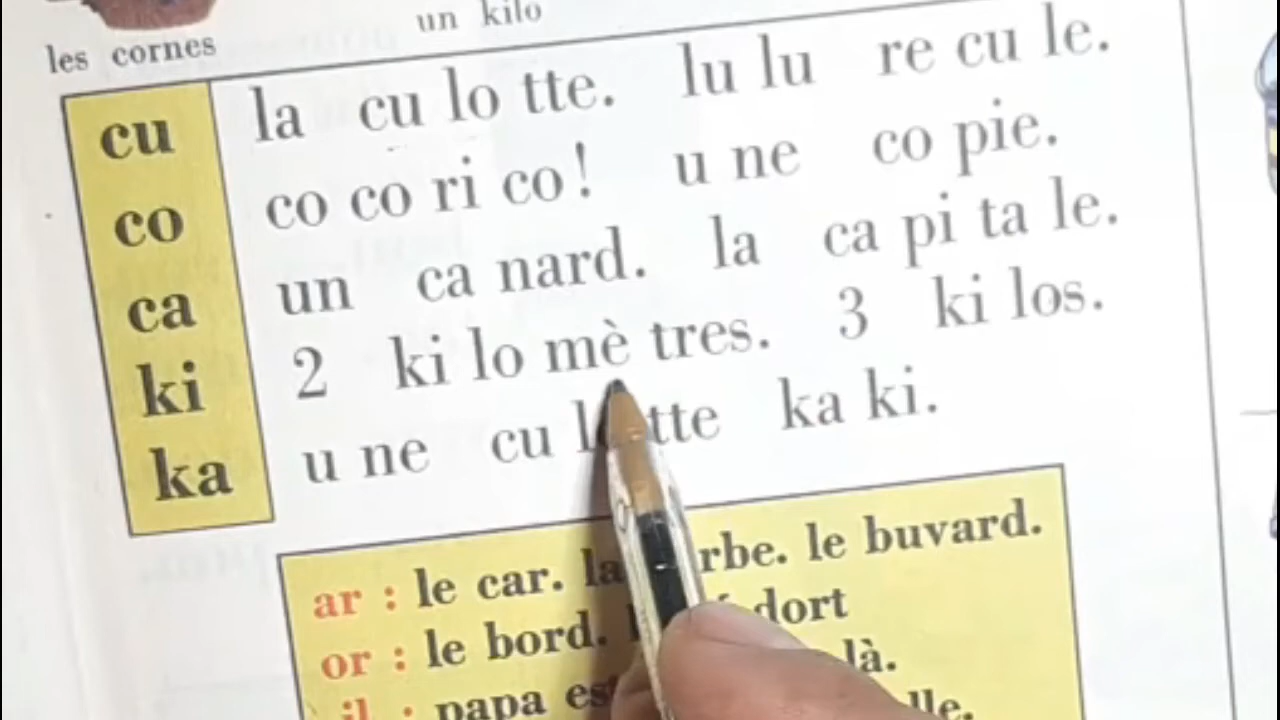 les cornes un kilo
cu la cu lo tte. lu lu re cu le.
co co co ri co! u ne co pie.
ca un ca nard. la ca pi ta le.
ki 2 ki lo mè tres. 3 ki los.
ka u ne cu tte ka ki.
ar : le car. la le buvard.
or : le bord. dort
il : papa là.